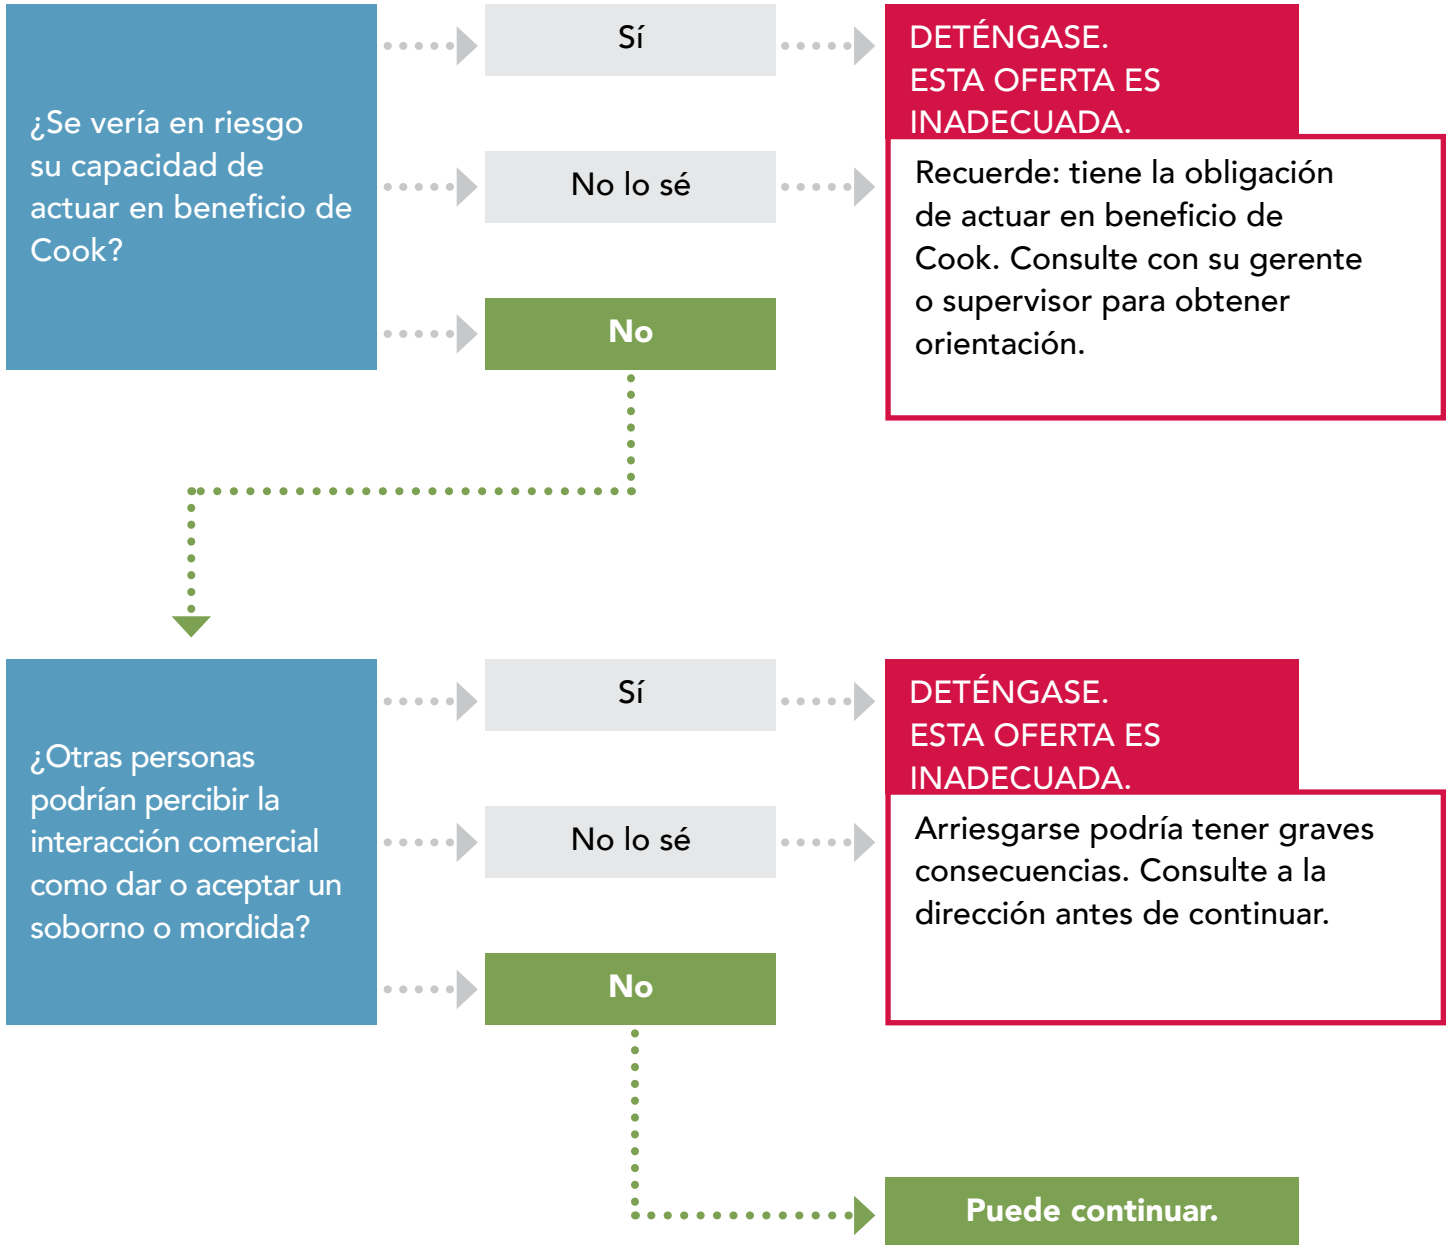 ¿Se vería en riesgo
su capacidad de
actuar en beneficio de
Cook?
Sí
No lo sé
No
DETÉNGASE.
ESTA OFERTA ES
INADECUADA.
Recuerde: tiene la obligación
de actuar en beneficio de
Cook. Consulte con su gerente
o supervisor para obtener
orientación.
¿Otras personas
podrían percibir la
interacción comercial
como dar o aceptar un
soborno o mordida?
Sí
No lo sé
No
DETÉNGASE.
ESTA OFERTA ES
INADECUADA.
Arriesgarse podría tener graves
consecuencias. Consulte a la
dirección antes de continuar.
Puede continuar.